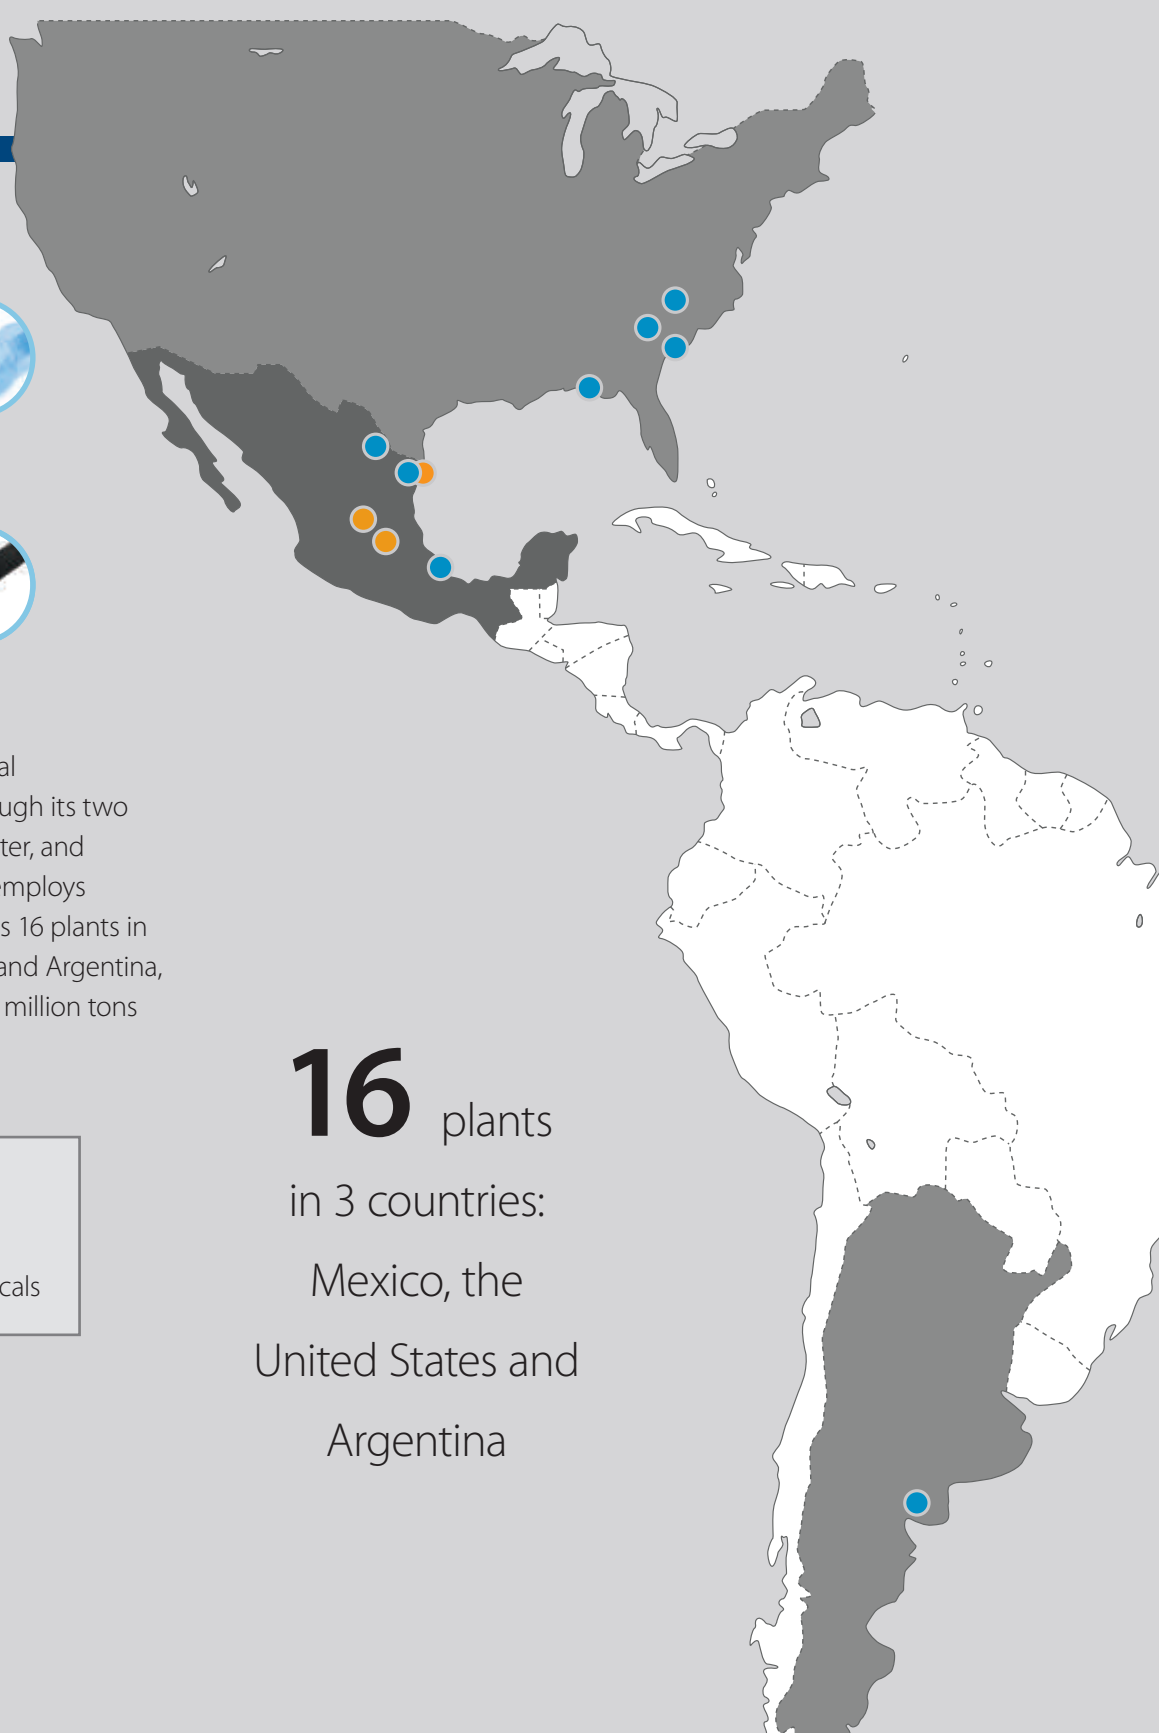 al
ugh its two
ter, and
employs
s 16 plants in
and Argentina,
million tons
16 plants
in 3 countries:
Mexico, the
United States and
Argentina
cals